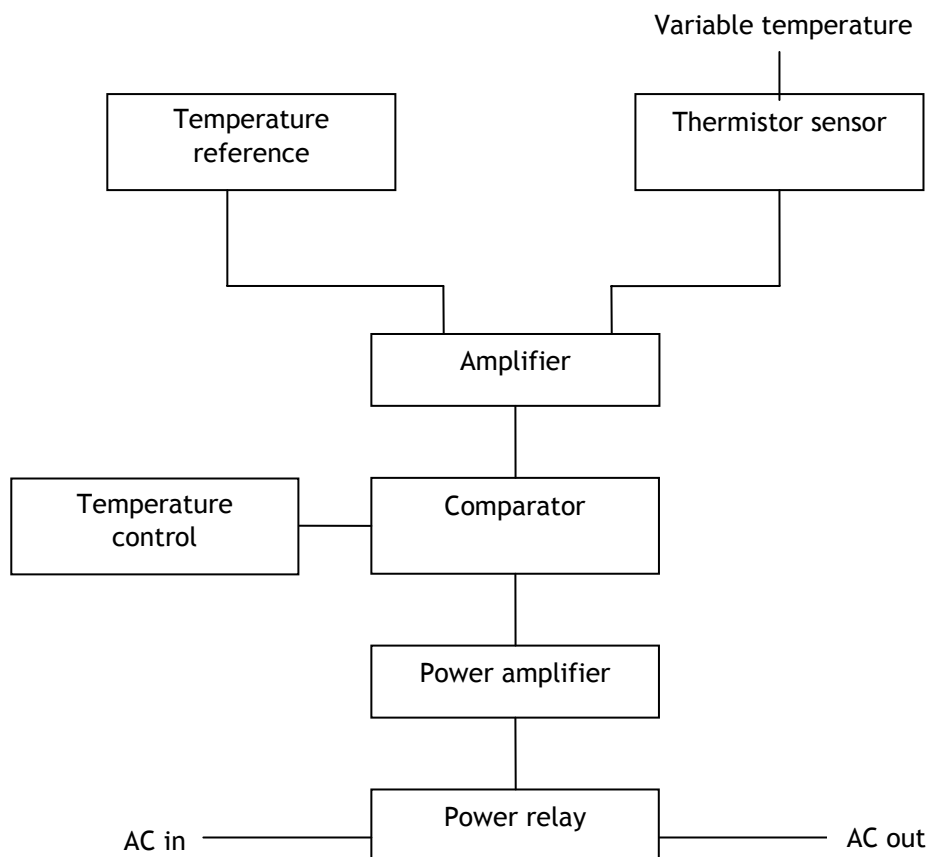 Variable temperature
Temperature
reference
Thermistor sensor
Amplifier
Temperature
control
Comparator
Power amplifier
Power relay
AC in
AC out